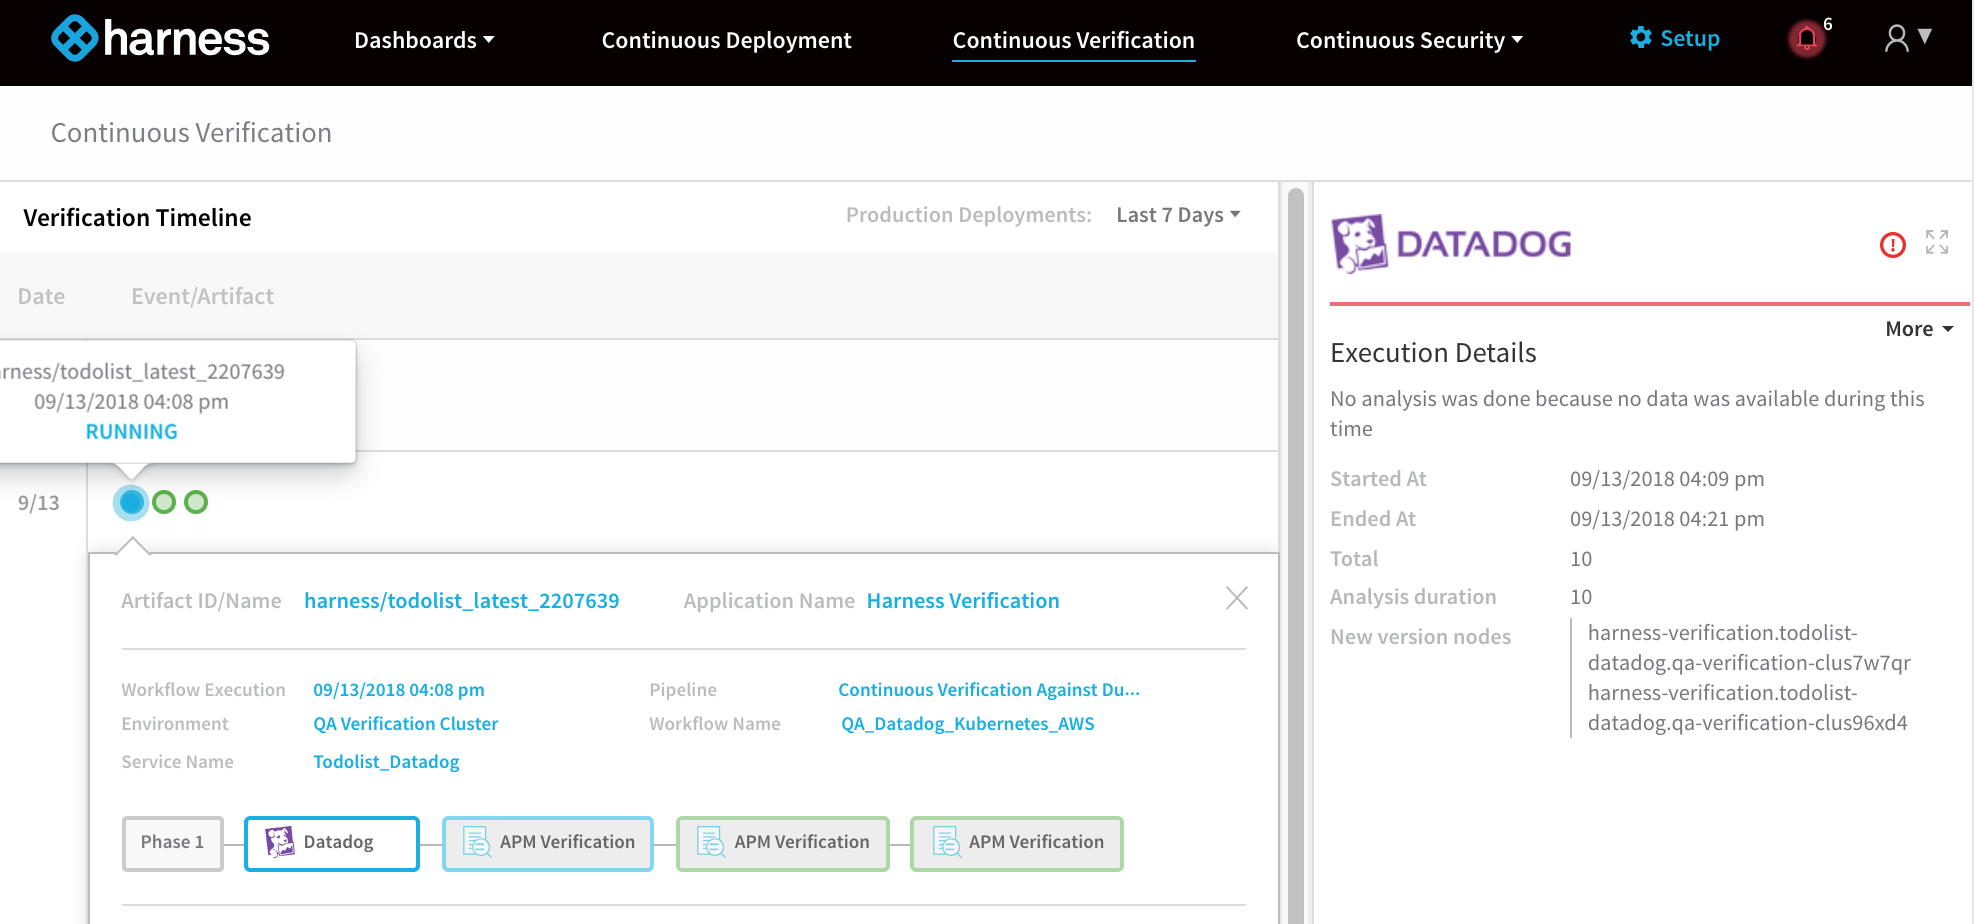 harness
Dashboards
Continuous Deployment
Continuous Verification
Continuous Security
Setup
6
Continuous Verification
Verification Timeline
Production Deployments: Last 7 Days
Date Event/Artifact
rness/todolist_latest_2207639
09/13/2018 04:08 pm
RUNNING
9/13
Artifact ID/Name harness/todolist_latest_2207639 Application Name Harness Verification
Workflow Execution 09/13/2018 04:08 pm Pipeline Continuous Verification Against Du...
Environment QA Verification Cluster Workflow Name QA_Datadog_Kubernetes_AWS
Service Name Todolist_Datadog
Phase 1 Datadog APM Verification APM Verification APM Verification
DATADOG
More
Execution Details
No analysis was done because no data was available during this
time
Started At 09/13/2018 04:09 pm
Ended At 09/13/2018 04:21 pm
Total 10
Analysis duration 10
New version nodes harness-verification.todolist-
datadog.qa-verification-clus7w7qr
harness-verification.todolist-
datadog.qa-verification-clus96xd4